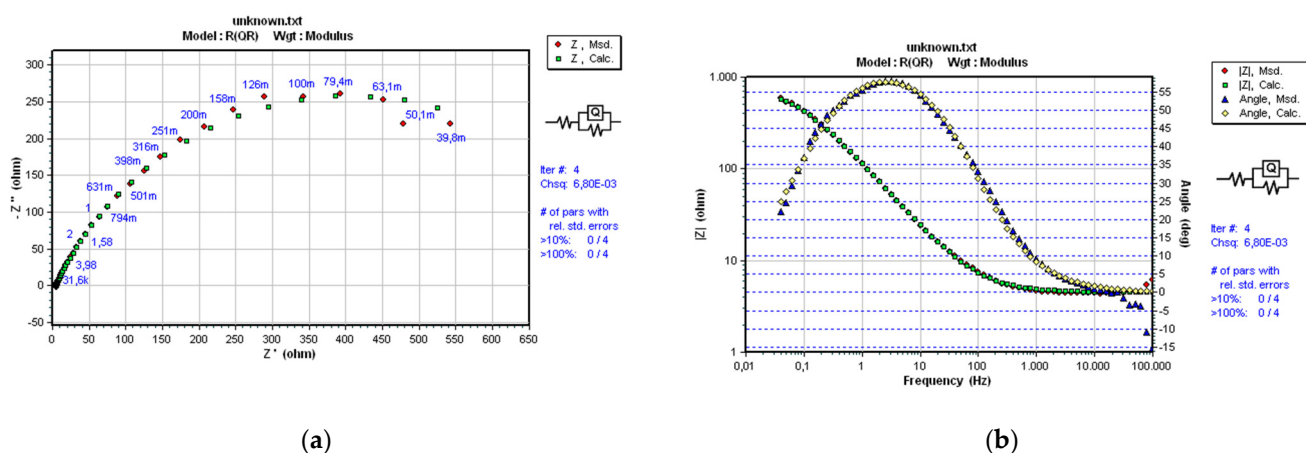 unknown.txt
Model : R(QR) Wgt : Modulus
Z , Msd.
Z , Calc.
300
250
200
150
100
50
0
-50
- Z '' (ohm)
126m
100m
79,4m
63,1m
158m
200m
50,1m
39,8m
251m
316m
398m
631m
501m
1
794m
2
1,58
3,98
31,6k
0 50 100 150 200 250 300 350 400 450 500 550 600 650
Z ' (ohm)
Q
Iter #: 4
Chsq: 6,80E-03
# of pars with
rel. std. errors
>10%: 0 / 4
>100%: 0 / 4
(a)
unknown.txt
Model : R(QR) Wgt : Modulus
|Z|, Msd.
|Z|, Calc.
Angle, Msd.
Angle, Calc.
1.000
100
10
1
|Z| (ohm)
55
50
45
40
35
30
25
20
15
10
5
0
-5
-10
-15
Angle (deg)
0,01 0,1 1 10 100 1.000 10.000 100.000
Frequency (Hz)
Q
Iter #: 4
Chsq: 6,80E-03
# of pars with
rel. std. errors
>10%: 0 / 4
>100%: 0 / 4
(b)